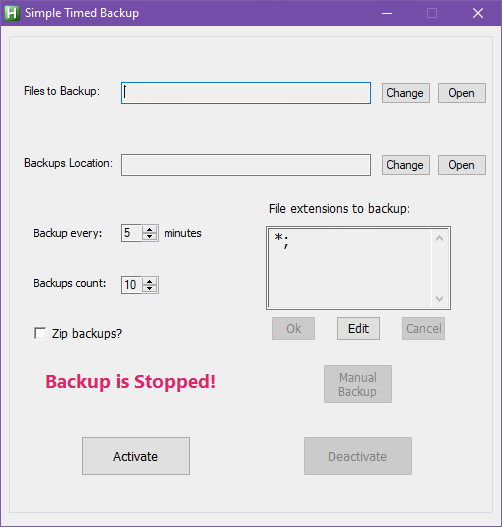 H Simple Timed Backup
Files to Backup: Change Open
Backups Location: Change Open
File extensions to backup:
Backup every: 5 minutes
*;
Backups count: 10
Ok Edit Cancel
Zip backups?
Backup is Stopped!
Manual
Backup
Activate Deactivate